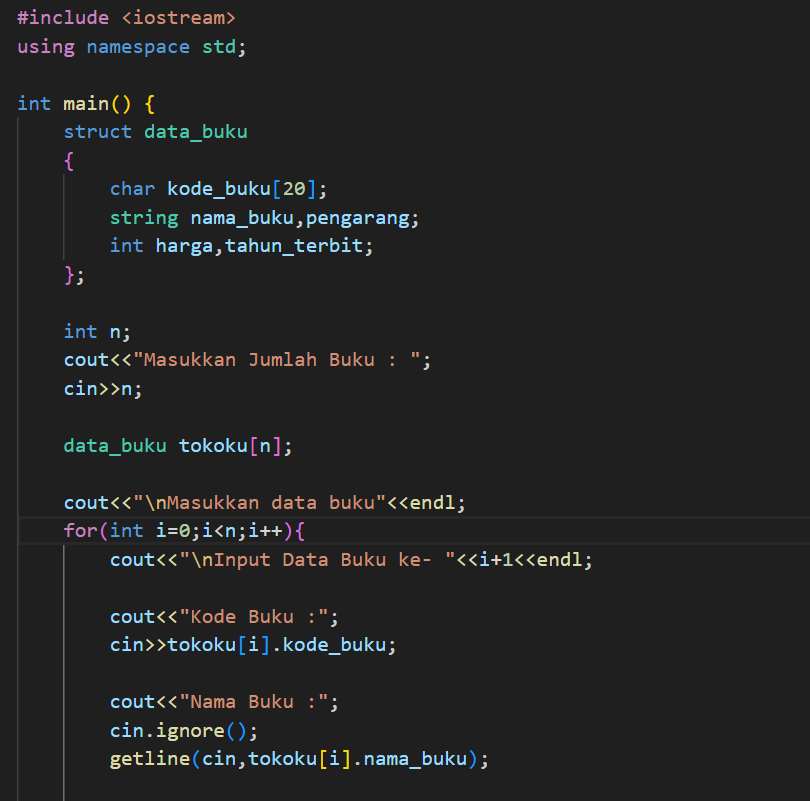 #include <iostream>
using namespace std;
int main() {
struct data_buku
{
char kode_buku[20];
string nama_buku,pengarang;
int harga,tahun_terbit;
};
int n;
cout<<"Masukkan Jumlah Buku : ";
cin>>n;
data_buku tokoku[n];
cout<<"\nMasukkan data buku"<<endl;
for(int i=0;i<n;i++){
cout<<"\nInput Data Buku ke- "<<i+1<<endl;
cout<<"Kode Buku :";
cin>>tokoku[i].kode_buku;
cout<<"Nama Buku :";
cin.ignore();
getline(cin,tokoku[i].nama_buku);